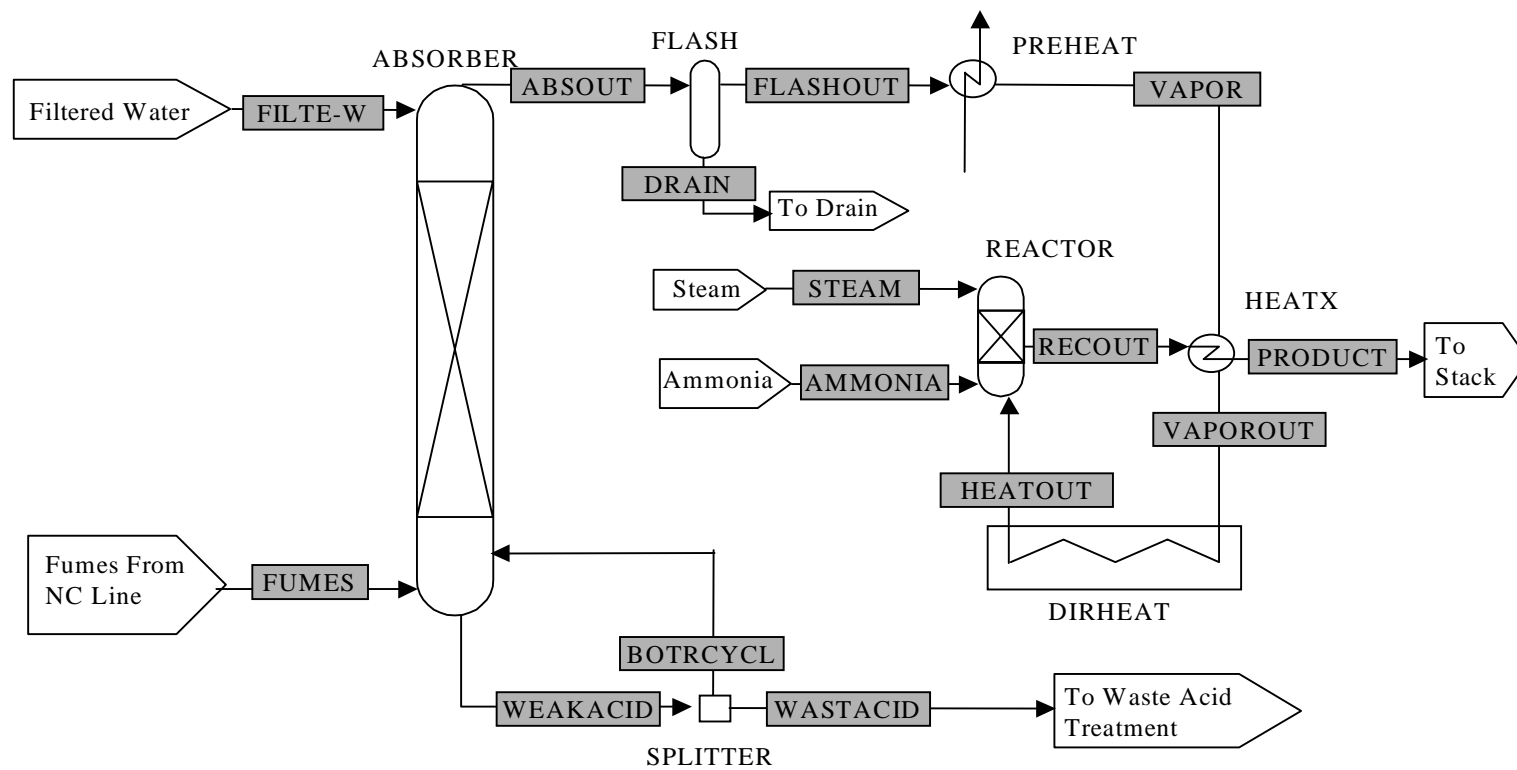 FLASH
PREHEAT
ABSORBER
ABSOUT
FLASHOUT
VAPOR
Filtered Water
FILTE-W
DRAIN
To Drain
REACTOR
Steam
STEAM
HEATX
RECOUT
PRODUCT
To
Stack
Ammonia
AMMONIA
VAPOROUT
HEATOUT
Fumes From
NC Line
FUMES
DIRHEAT
BOTRCYCL
WEAKACID
WASTACID
To Waste Acid
Treatment
SPLITTER